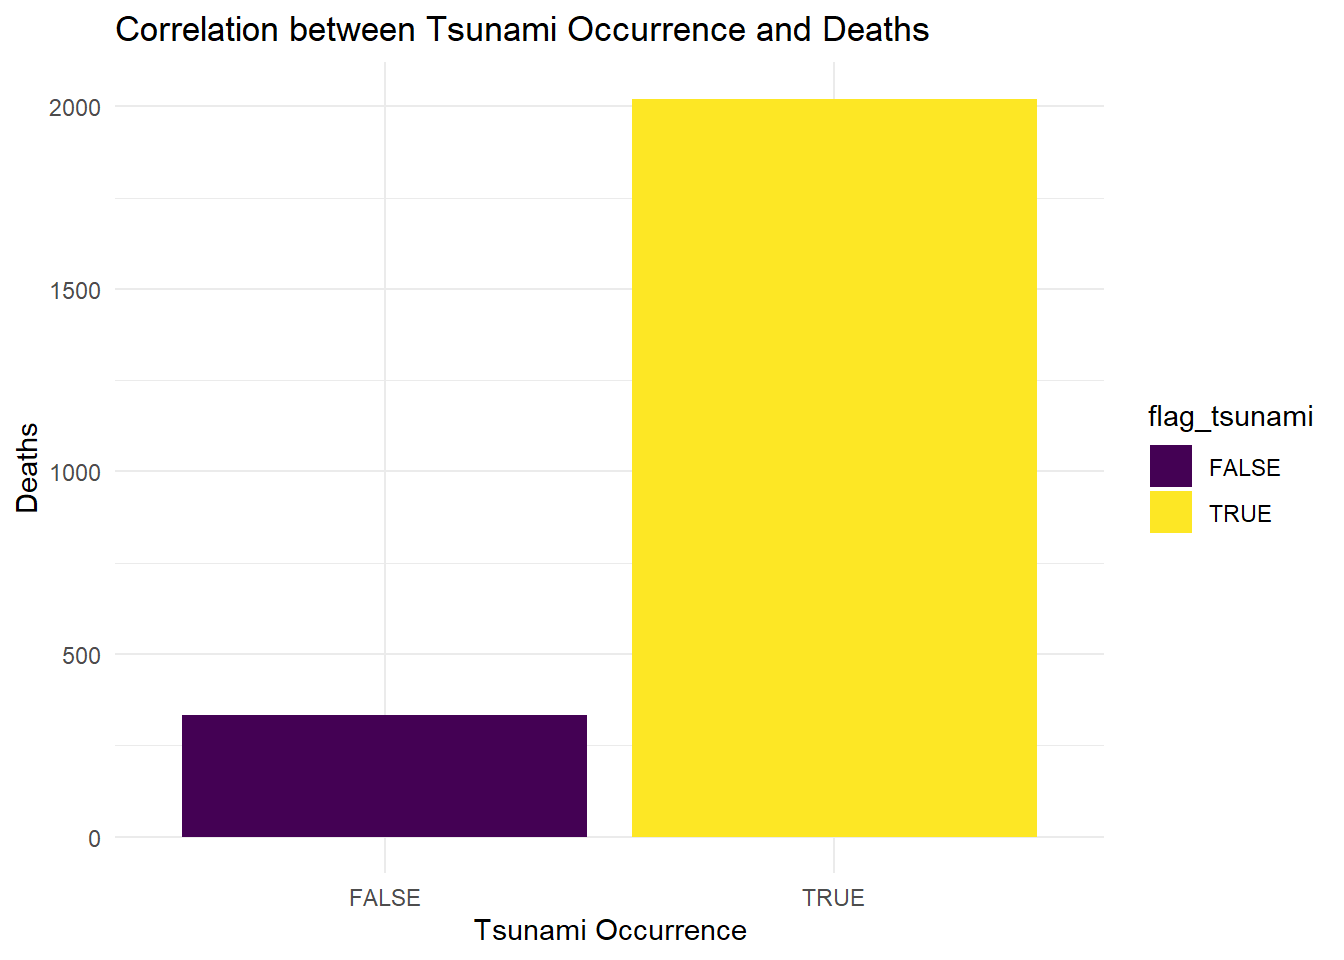 Correlation between Tsunami Occurrence and Deaths
2000
1500
1000
500
0
Deaths
FALSE
TRUE
Tsunami Occurrence
flag_tsunami
FALSE
TRUE